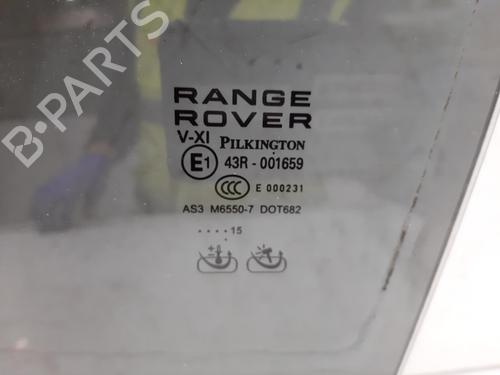 B-PARTS
RANGE
ROVER
V-XI PILKINGTON
E1 43R - 001659
CCC E 000231
AS3 M6550-7 DOT682
.... 15